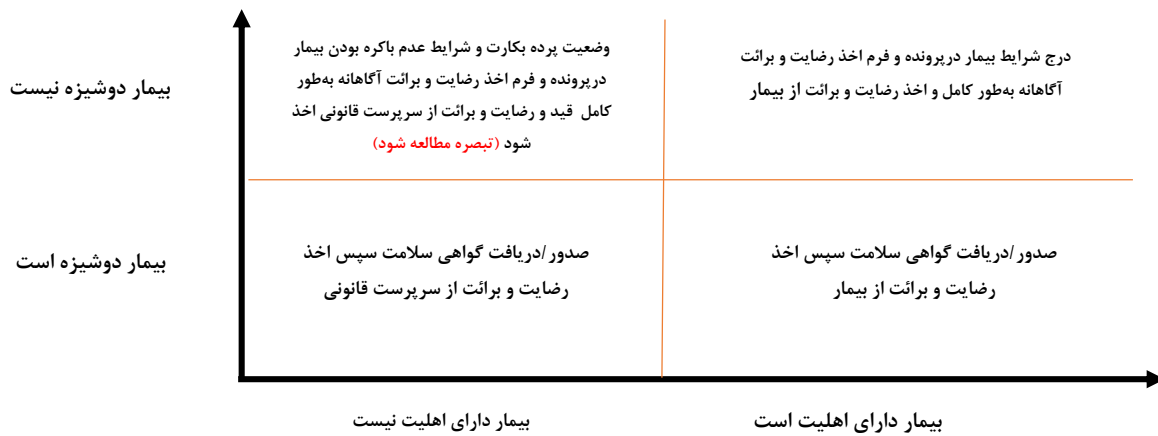 درج شرایط بیمار درپرونده و فرم اخذ رضایت و برائت
آگاهانه به‌طور کامل و اخذ رضایت و برائت از بیمار
وضعیت پرده بکارت و شرایط عدم باکره بودن بیمار
درپرونده و فرم اخذ رضایت و برائت آگاهانه به‌طور
کامل قید و رضایت و برائت از سرپرست قانونی اخذ
شود (تبصره مطالعه شود)
بیمار دوشیزه نیست
صدور/دریافت گواهی سلامت سپس اخذ
رضایت و برائت از بیمار
صدور/دریافت گواهی سلامت سپس اخذ
رضایت و برائت از سرپرست قانونی
بیمار دوشیزه است
بیمار دارای اهلیت است
بیمار دارای اهلیت نیست